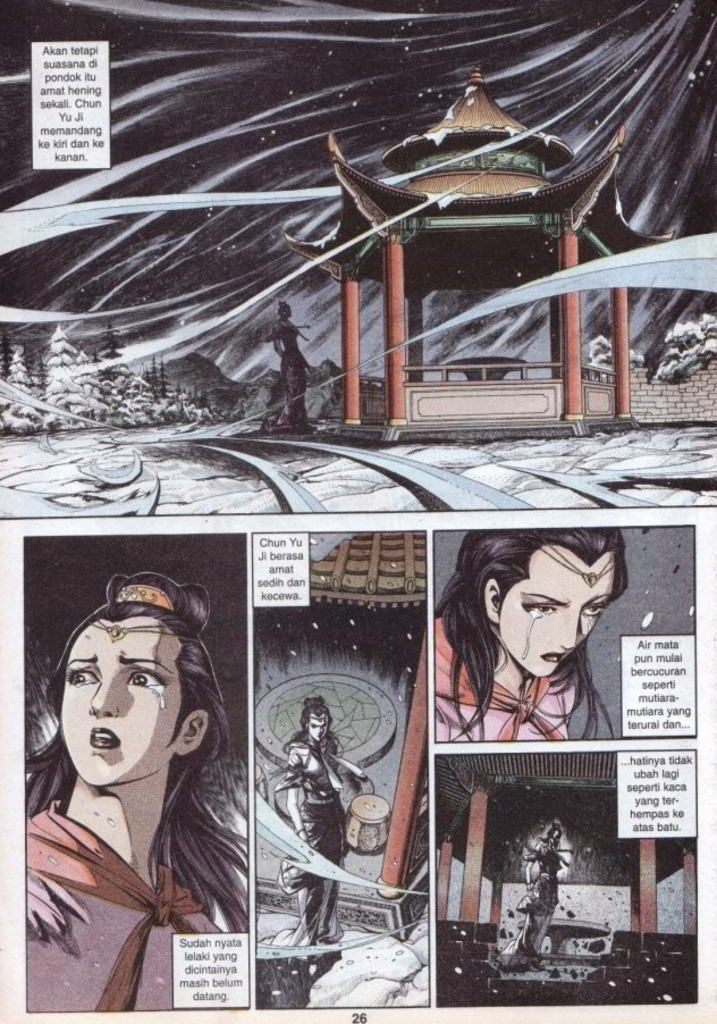 Akan tetapi
suasana di
pondok itu
amat hening
sekali. Chun
Yu Ji
memandang
ke kiri dan ke
kanan.
Sudah nyata
lelaki yang
dicintainya
masih belum
datang.
Chun Yu
Ji berasa
amat
sedih dan
kecewa.
Air mata
pun mulai
bercucuran
seperti
mutiara-
mutiara yang
terurai dan...
...hatinya tidak
ubah lagi
seperti kaca
yang ter-
hempas ke
atas batu.
26